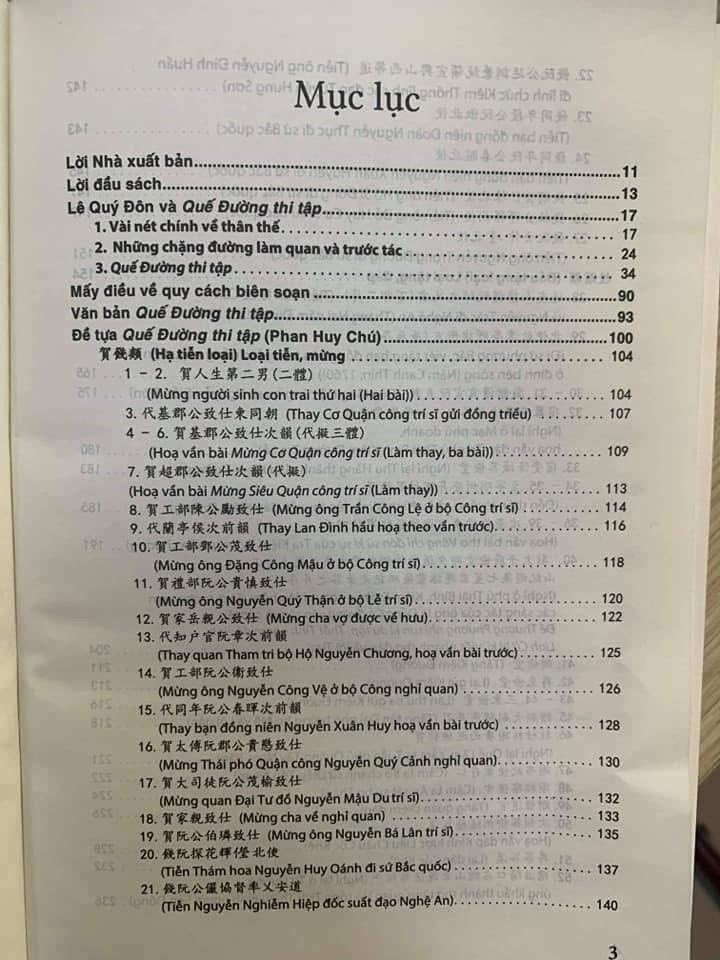 Mục lục
Lời Nhà xuất bản 11
Lời đầu sách 13
Lê Quý Đôn và Quế Đường thi tập 17
1. Vài nét chính về thân thế 17
2. Những chặng đường làm quan và trước tác 24
3. Quế Đường thi tập 34
Mấy điều về quy cách biên soạn 90
Văn bản Quế Đường thi tập 93
Đề tựa Quế Đường thi tập (Phan Huy Chú) 100
賀餞類 (Hạ tiễn loại) Loại tiễn, mừng 104
1 - 2. 賀人生第二男(二體)
(Mừng người sinh con trai thứ hai (Hai bài)) 104
3. 代基郡公致仕柬同朝 (Thay Cơ Quận công trí sĩ gửi đồng triều) 107
4 - 6. 賀基郡公致仕次韻(代擬三體)
(Hoạ vần bài Mừng Cơ Quận công trí sĩ (Làm thay, ba bài)) 109
7. 賀超郡公致仕次韻(代擬)
(Hoạ vần bài Mừng Siêu Quận công trí sĩ (Làm thay)) 113
8. 賀工部陳公勵致仕 (Mừng ông Trần Công Lệ ở bộ Công trí sĩ) 114
9. 代蘭亭侯次前韻 (Thay Lan Đình hầu hoạ theo vần trước) 116
10. 賀工部鄧公茂致仕
(Mừng ông Đặng Công Mậu ở bộ Công trí sĩ) 118
11. 賀禮部阮公貴慎致仕
(Mừng ông Nguyễn Quý Thận ở bộ Lễ trí sĩ) 120
12. 賀家岳親公致仕 (Mừng cha vợ được về hưu) 122
13. 代知户官阮章次前韻
(Thay quan Tham tri bộ Hộ Nguyễn Chương, hoạ vần bài trước) 125
14. 賀工部阮公衞致仕
(Mừng ông Nguyễn Công Vệ ở bộ Công nghỉ quan) 126
15. 代同年阮公春暉次前韻
(Thay bạn đồng niên Nguyễn Xuân Huy hoạ vần bài trước) 128
16. 賀太傅阮郡公貴憼致仕
(Mừng Thái phó Quận công Nguyễn Quý Cảnh nghỉ quan) 130
17. 賀大司徒阮公茂榆致仕
(Mừng quan Đại Tư đồ Nguyễn Mậu Du trí sĩ) 132
18. 賀家親致仕 (Mừng cha về nghỉ quan) 133
19. 賀阮公伯璘致仕 (Mừng ông Nguyễn Bá Lân trí sĩ) 135
20. 餞阮探花輝㒑北使
(Tiễn Thám hoa Nguyễn Huy Oánh đi sứ Bắc quốc) 137
21. 餞阮公儼協督率乂安道
(Tiễn Nguyễn Nghiễm Hiệp đốc suất đạo Nghệ An) 140
3